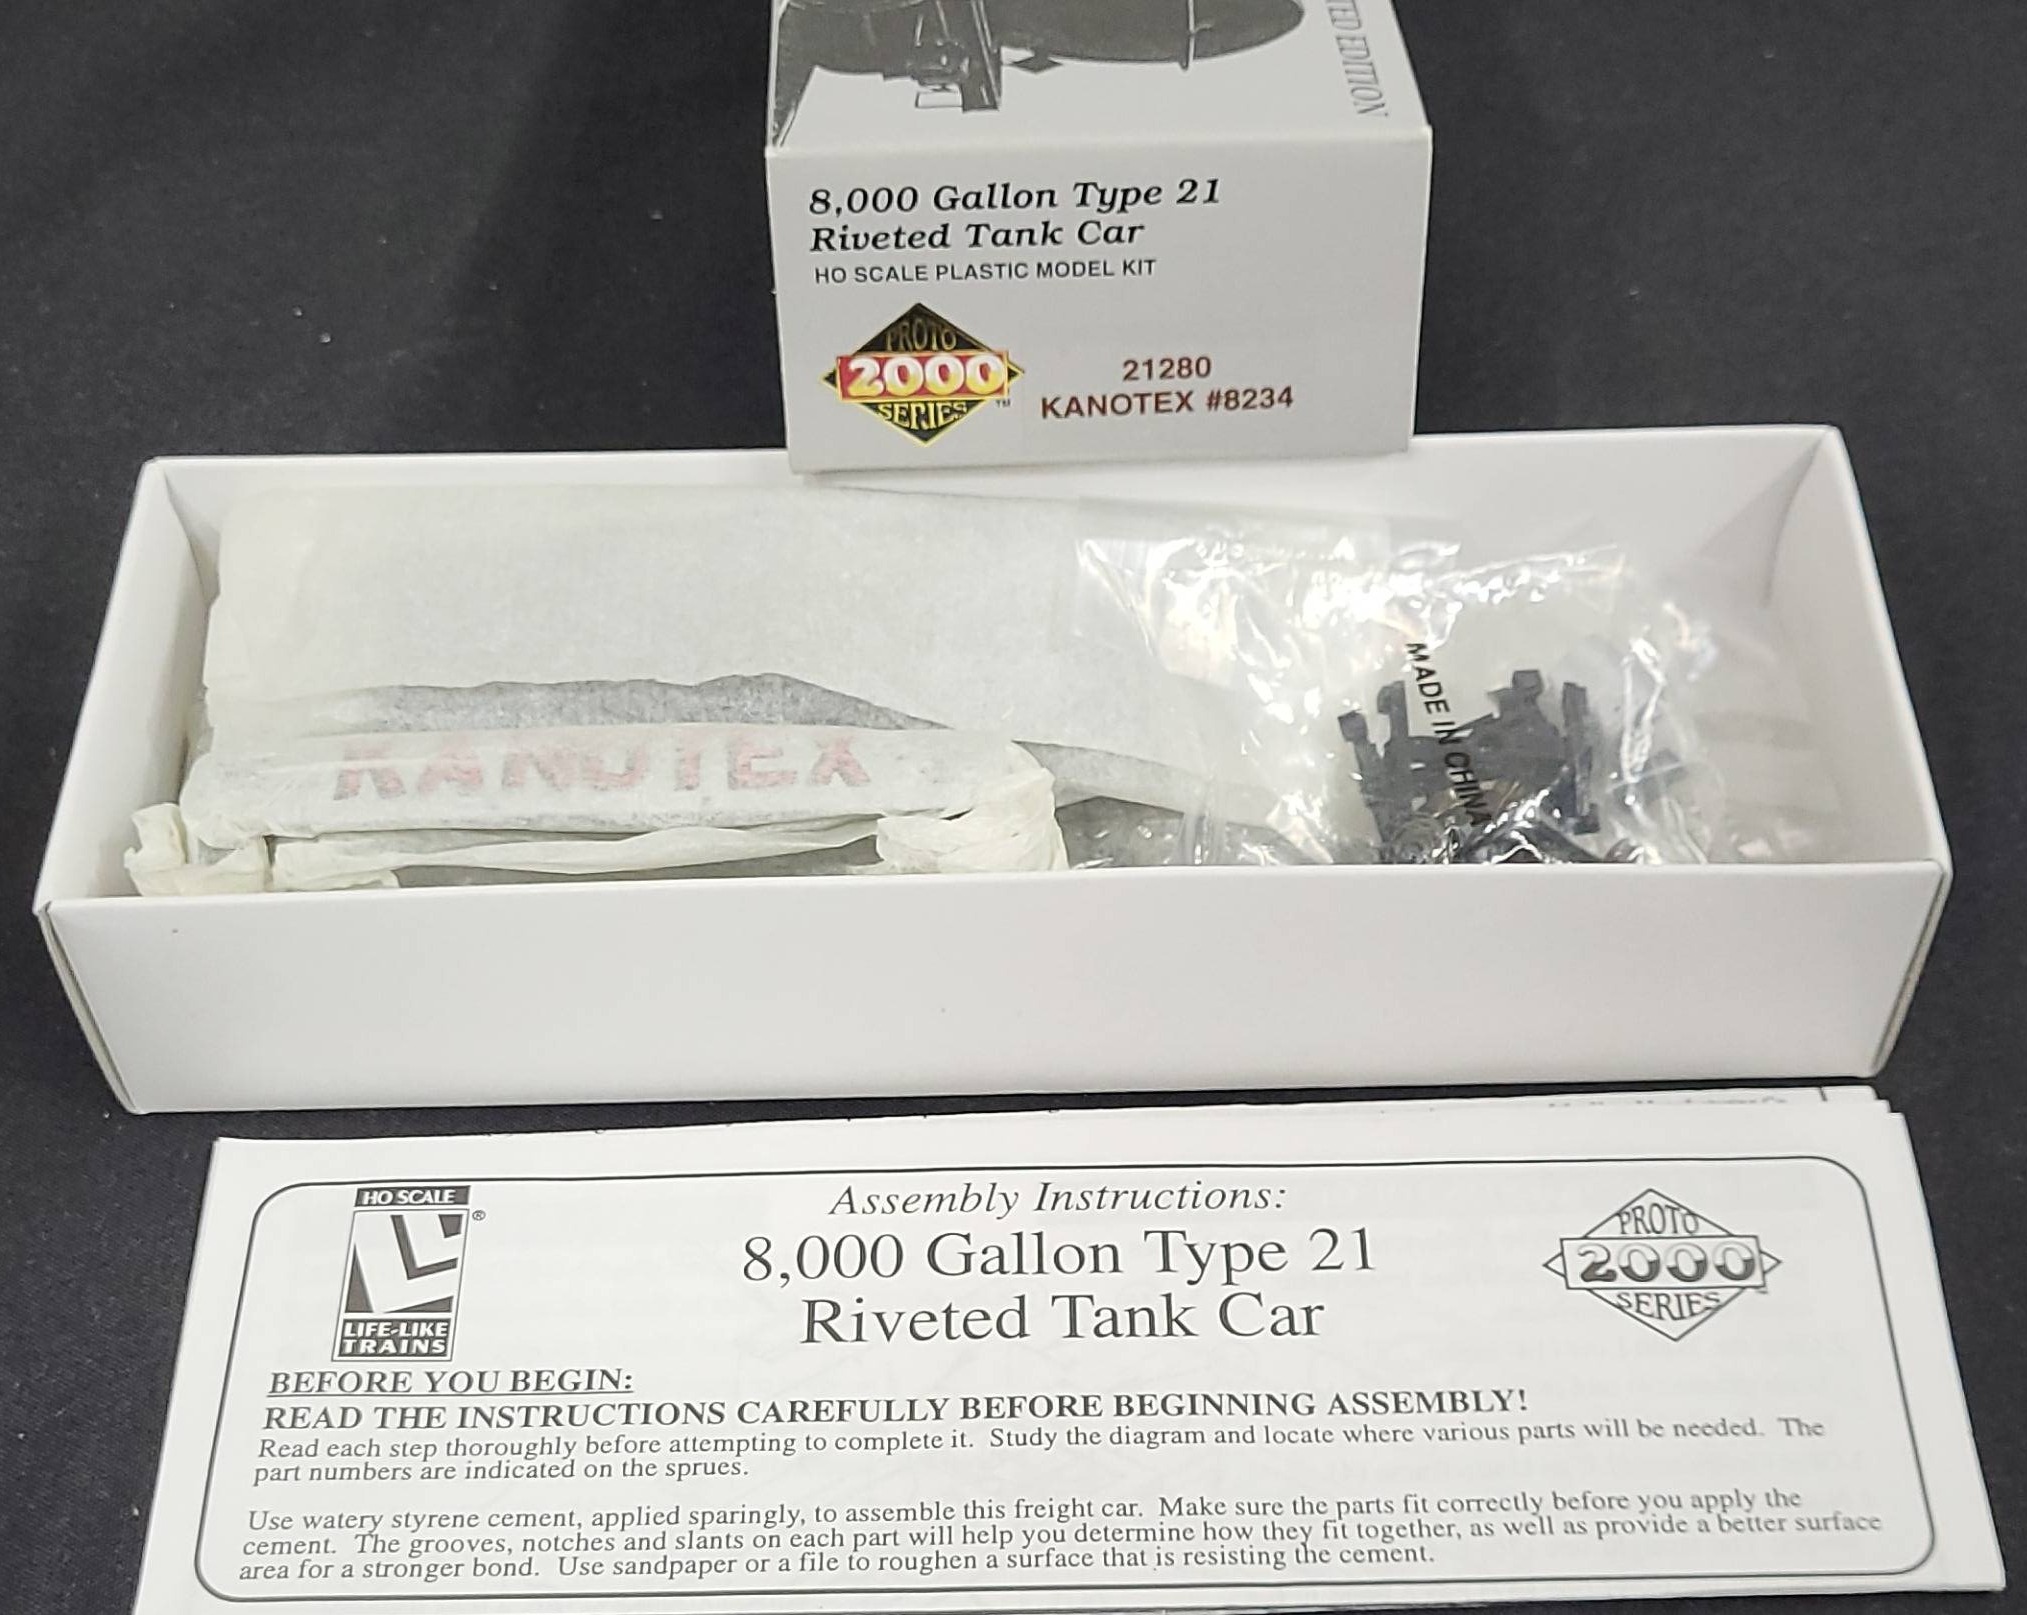 TED EDITION
8,000 Gallon Type 21
Riveted Tank Car
HO SCALE PLASTIC MODEL KIT
PROTO
2000
SERIES
TM
21280
KANOTEX #8234
KANOTEX
MADE IN CHINA
HO SCALE
®
LIFE-LIKE
TRAINS
Assembly Instructions:
8,000 Gallon Type 21
Riveted Tank Car
PROTO
2000
SERIES
BEFORE YOU BEGIN:
READ THE INSTRUCTIONS CAREFULLY BEFORE BEGINNING ASSEMBLY!
Read each step thoroughly before attempting to complete it. Study the diagram and locate where various parts will be needed. The
part numbers are indicated on the sprues.
Use watery styrene cement, applied sparingly, to assemble this freight car. Make sure the parts fit correctly before you apply the
cement. The grooves, notches and slants on each part will help you determine how they fit together, as well as provide a better surface
area for a stronger bond. Use sandpaper or a file to roughen a surface that is resisting the cement.